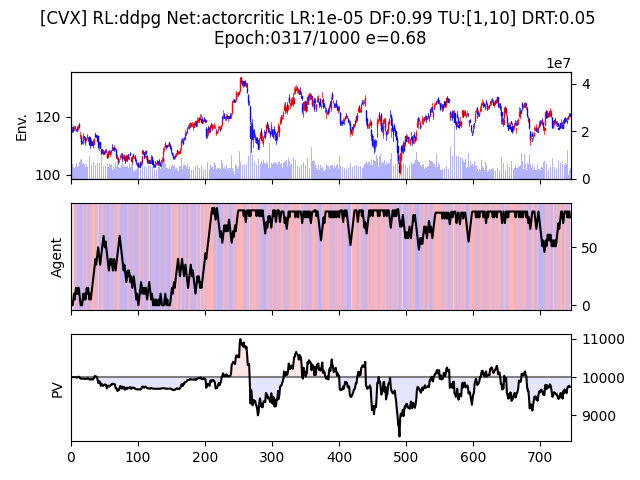 [CVX] RL:ddpg Net:actorcritic LR:1e-05 DF:0.99 TU:[1,10] DRT:0.05
Epoch:0317/1000 e=0.68
1e7
Env.
120
100
4
2
0
Agent
50
0
PV
11000
10000
9000
0 100 200 300 400 500 600 700